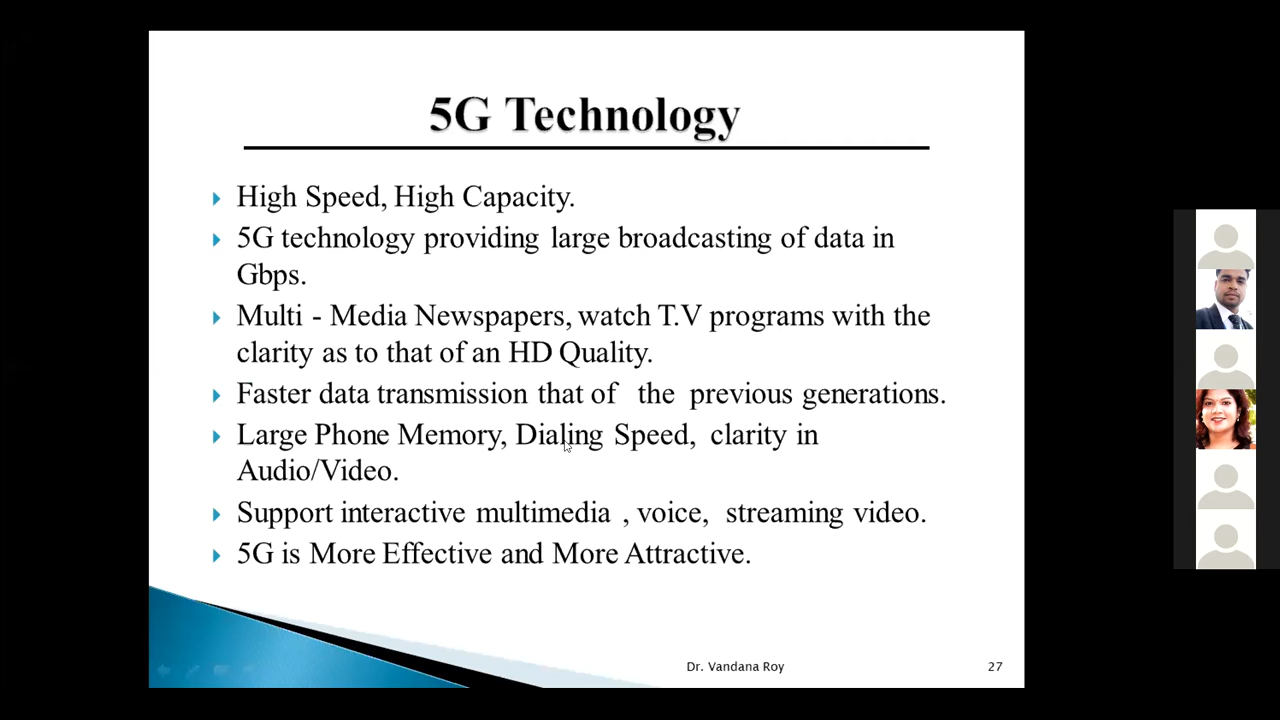 5G Technology
High Speed, High Capacity.
5G technology providing large broadcasting of data in
Gbps.
Multi - Media Newspapers, watch T.V programs with the
clarity as to that of an HD Quality.
Faster data transmission that of the previous generations.
Large Phone Memory, Dialing Speed, clarity in
Audio/Video.
Support interactive multimedia , voice, streaming video.
5G is More Effective and More Attractive.
Dr. Vandana Roy
27